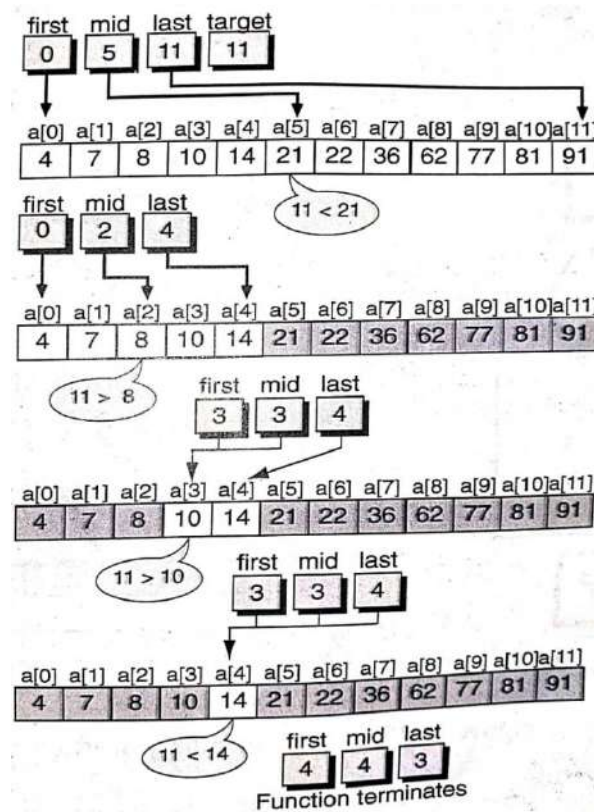 first mid last target
0 5 11 11
a[0] a[1] a[2] a[3] a[4] a[5] a[6] a[7] a[8] a[9] a[10]a[11]
4 7 8 10 14 21 22 36 62 77 81 91
11 < 21
first mid last
0 2 4
a[0] a[1] a[2] a[3] a[4] a[5] a[6] a[7] a[8] a[9] a[10]a[11]
4 7 8 10 14 21 22 36 62 77 81 91
11 > 8
first mid last
3 3 4
a[0] a[1] a[2] a[3] a[4] a[5] a[6] a[7] a[8] a[9] a[10]a[11]
4 7 8 10 14 21 22 36 62 77 81 91
11 > 10
first mid last
3 3 4
a[0] a[1] a[2] a[3] a[4] a[5] a[6] a[7] a[8] a[9] a[10]a[11]
4 7 8 10 14 21 22 36 62 77 81 91
11 < 14
first mid last
4 4 3
Function terminates